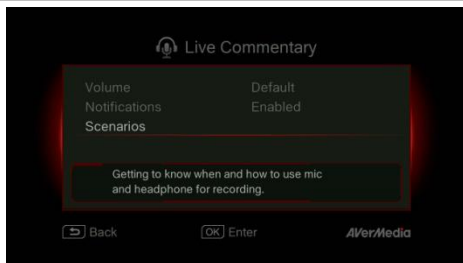 Live Commentary
Volume Default
Notifications Enabled
Scenarios
Getting to know when and how to use mic
and headphone for recording.
Back OK Enter AVerMedia